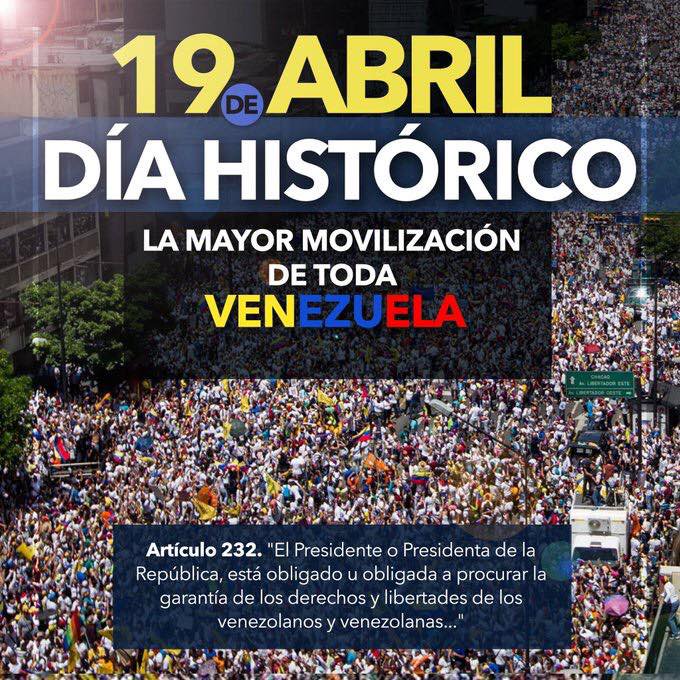 19 DE ABRIL
DÍA HISTÓRICO
LA MAYOR MOVILIZACIÓN
DE TODA
VENEZUELA
CHACAO
AV. LIBERTADOR ESTE
AV. LIBERTADOR OESTE
Artículo 232. "El Presidente o Presidenta de la
República, está obligado u obligada a procurar la
garantía de los derechos y libertades de los
venezolanos y venezolanas..."